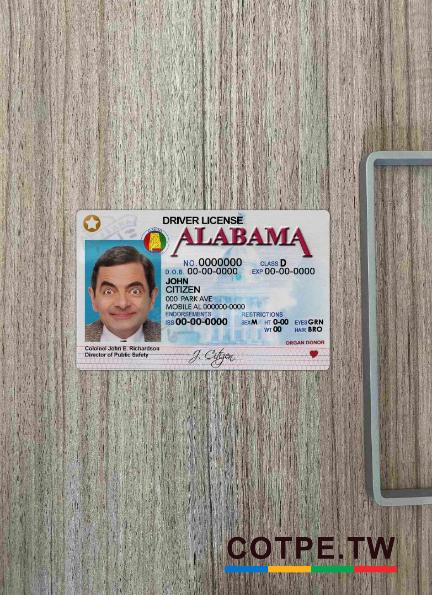 DRIVER LICENSE
ALABAMA
NO. 0000000 CLASS D
D.O.B. 00-00-0000 EXP 00-00-0000
JOHN
CITIZEN
000 PARK AVE
MOBILE AL 000000-0000
ENDORSEMENTS RESTRICTIONS
ISS 00-00-0000 SEX M HT 0-00 EYES GRN
WT 00 HAIR BRO
ORGAN DONOR
Cololnol John E. Richardson
Director of Public Safety
J. Citizen
COTPE.TW